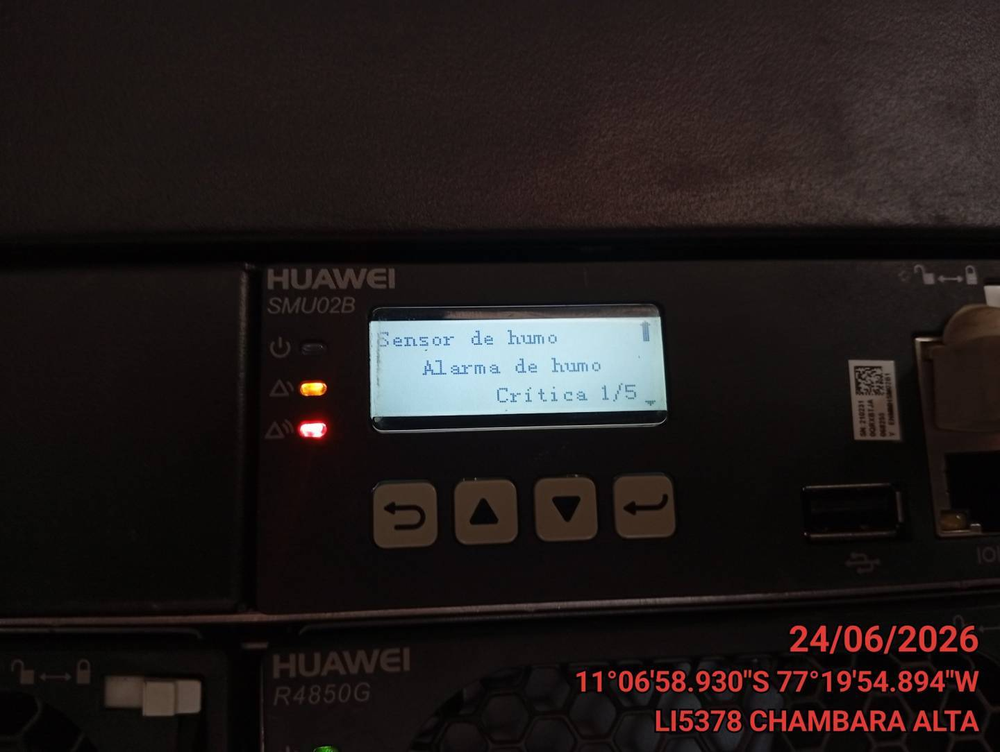 HUAWEI
SMU02B
Sensor de humo
Alarma de humo
Crítica 1/5
HUAWEI
R4850G
24/06/2026
11°06'58.930"S 77°19'54.894"W
LI5378 CHAMBARA ALTA